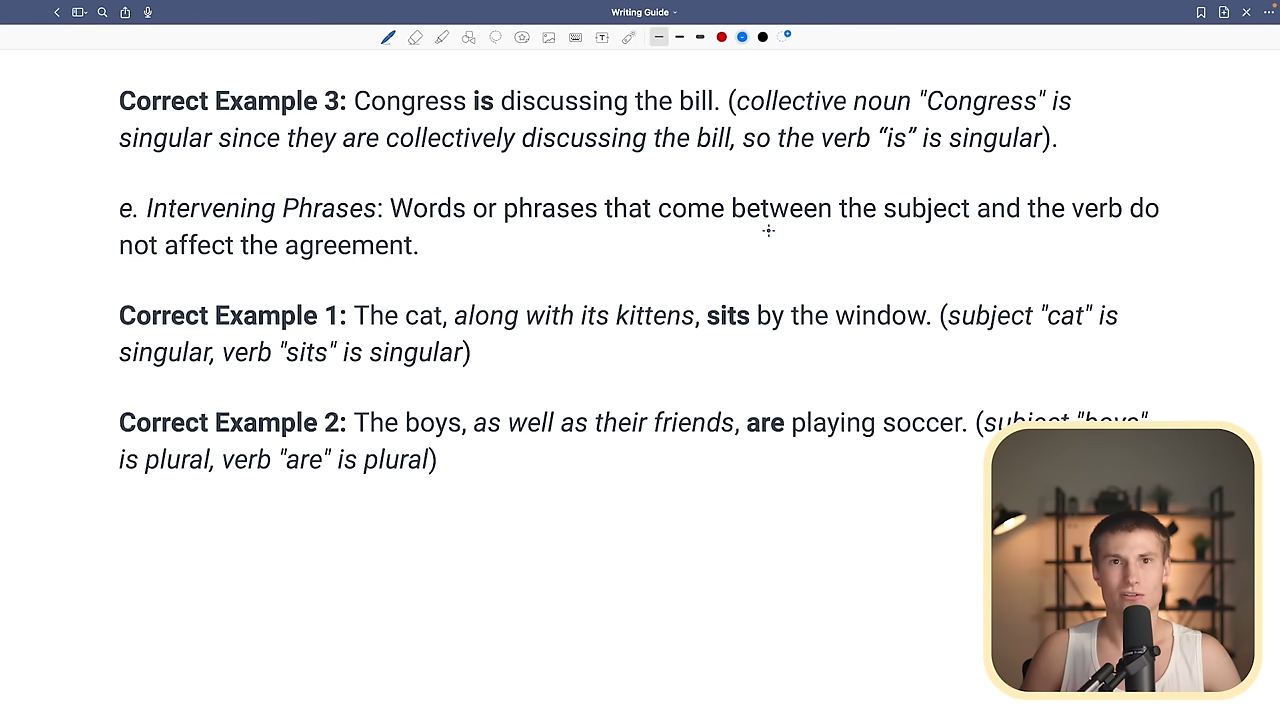 Writing Guide
Correct Example 3: Congress is discussing the bill. (collective noun "Congress" is
singular since they are collectively discussing the bill, so the verb “is” is singular).
e. Intervening Phrases: Words or phrases that come between the subject and the verb do
not affect the agreement.
Correct Example 1: The cat, along with its kittens, sits by the window. (subject "cat" is
singular, verb "sits" is singular)
Correct Example 2: The boys, as well as their friends, are playing soccer. (subject "boys"
is plural, verb "are" is plural)